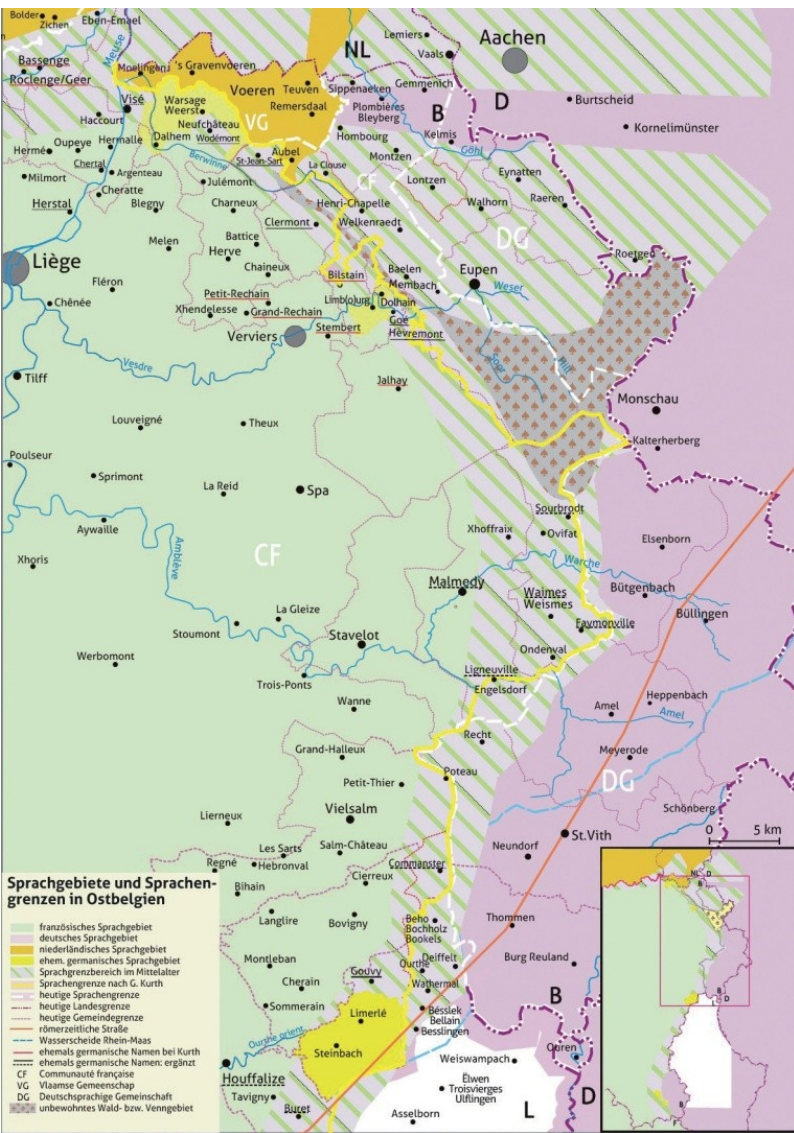 Bolder
Zichen
Eben-Emael
Lemiers
NL
Aachen
Vaals
Meuse
Bassenge
Roclenge/Geer
Moelingen
's Gravenvoeren
Teuven
Sippenaeken
Gemmenich
D
Visé
Warsage
Weerst
Voeren
Remersdaal
Plombières
Bleyberg
B
Burtscheid
Haccourt
Neufchâteau
Wodémont
VG
Kornelimünster
Hermée
Oupeye
Hermalle
Dalhem
Berwinne
Hombourg
Kelmis
Göhl
Chertal
Argenteau
St-Jean-Sart
Aubel
La Clouse
Montzen
Milmort
Julémont
CF
Lontzen
Eynatten
Herstal
Cheratte
Blegny
Charneux
Clermont
Henri-Chapelle
Walhorn
Raeren
Welkenraedt
DG
Melen
Battice
Herve
Roetgen
Liège
Chaineux
Bilstain
Baelen
Membach
Eupen
Weser
Fléron
Chênée
Petit-Rechain
Limb(o)urg
Dolhain
Xhendelesse
Grand-Rechain
Stembert
Goé
Hèvremont
Verviers
Soor
Hill
Vesdre
Tilff
Jalhay
Monschau
Louveigné
Theux
Kalterherberg
Poulseur
Sprimont
La Reid
Spa
Sourbrodt
Aywaille
Xhoffraix
Ovifat
Elsenborn
Amblève
CF
Xhoris
Warche
Malmedy
Waimes
Weismes
Bütgenbach
Büllingen
La Gleize
Stoumont
Faymonville
Stavelot
Ondenval
Werbomont
Trois-Ponts
Ligneuville
Engelsdorf
Wanne
Amel
Heppenbach
Amel
Recht
Grand-Halleux
Meyerode
Petit-Thier
Poteau
DG
Lierneux
Vielsalm
Schönberg
0 5 km
St.Vith
Les Sarts
Salm-Château
Neundorf
Regné
Hebronval
Commanster
Cierreux
Bihain
Langlire
Bovigny
Beho
Bochholz
Bookels
Thommen
Montleban
Ourthe
Deiffelt
Burg Reuland
Gouvy
Cherain
Wathermal
Sommerain
B
Limerlé
Bésslek
Bellain
Besslingen
Ourthe orient
Steinbach
Ouren
Houffalize
Weiswampach
Tavigny
Ëlwen
Troisvierges
Ulflingen
Buret
Asselborn
L
D
Sprachgebiete und Sprachen-
grenzen in Ostbelgien
französisches Sprachgebiet
deutsches Sprachgebiet
niederländisches Sprachgebiet
ehem. germanisches Sprachgebiet
Sprachgrenzbereich im Mittelalter
Sprachengrenze nach G. Kurth
heutige Sprachengrenze
heutige Landesgrenze
heutige Gemeindegrenze
römerzeitliche Straße
Wasserscheide Rhein-Maas
ehemals germanische Namen bei Kurth
ehemals germanische Namen: ergänzt
CF Communauté française
VG Vlaamse Gemeenschap
DG Deutschsprachige Gemeinschaft
unbewohntes Wald- bzw. Venngebiet
NL
D
B
B
D
B
F